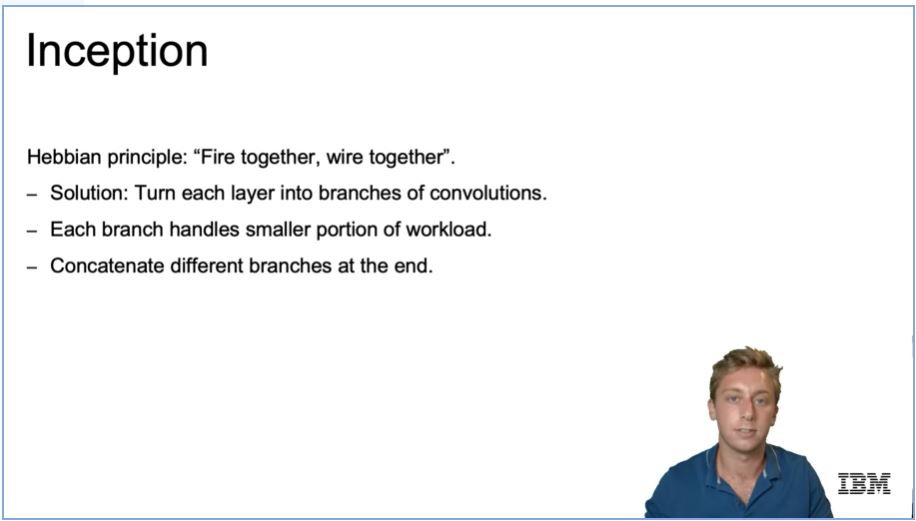 Inception
Hebbian principle: “Fire together, wire together”.
– Solution: Turn each layer into branches of convolutions.
– Each branch handles smaller portion of workload.
– Concatenate different branches at the end.
IBM